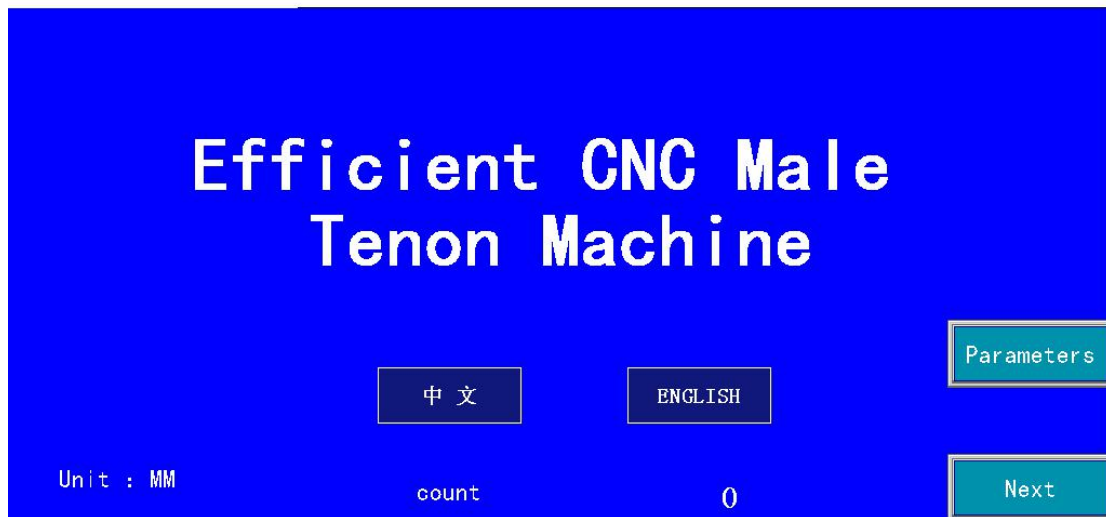 Efficient CNC Male
Tenon Machine
Parameters
中文 ENGLISH
Unit : MM
count 0
Next